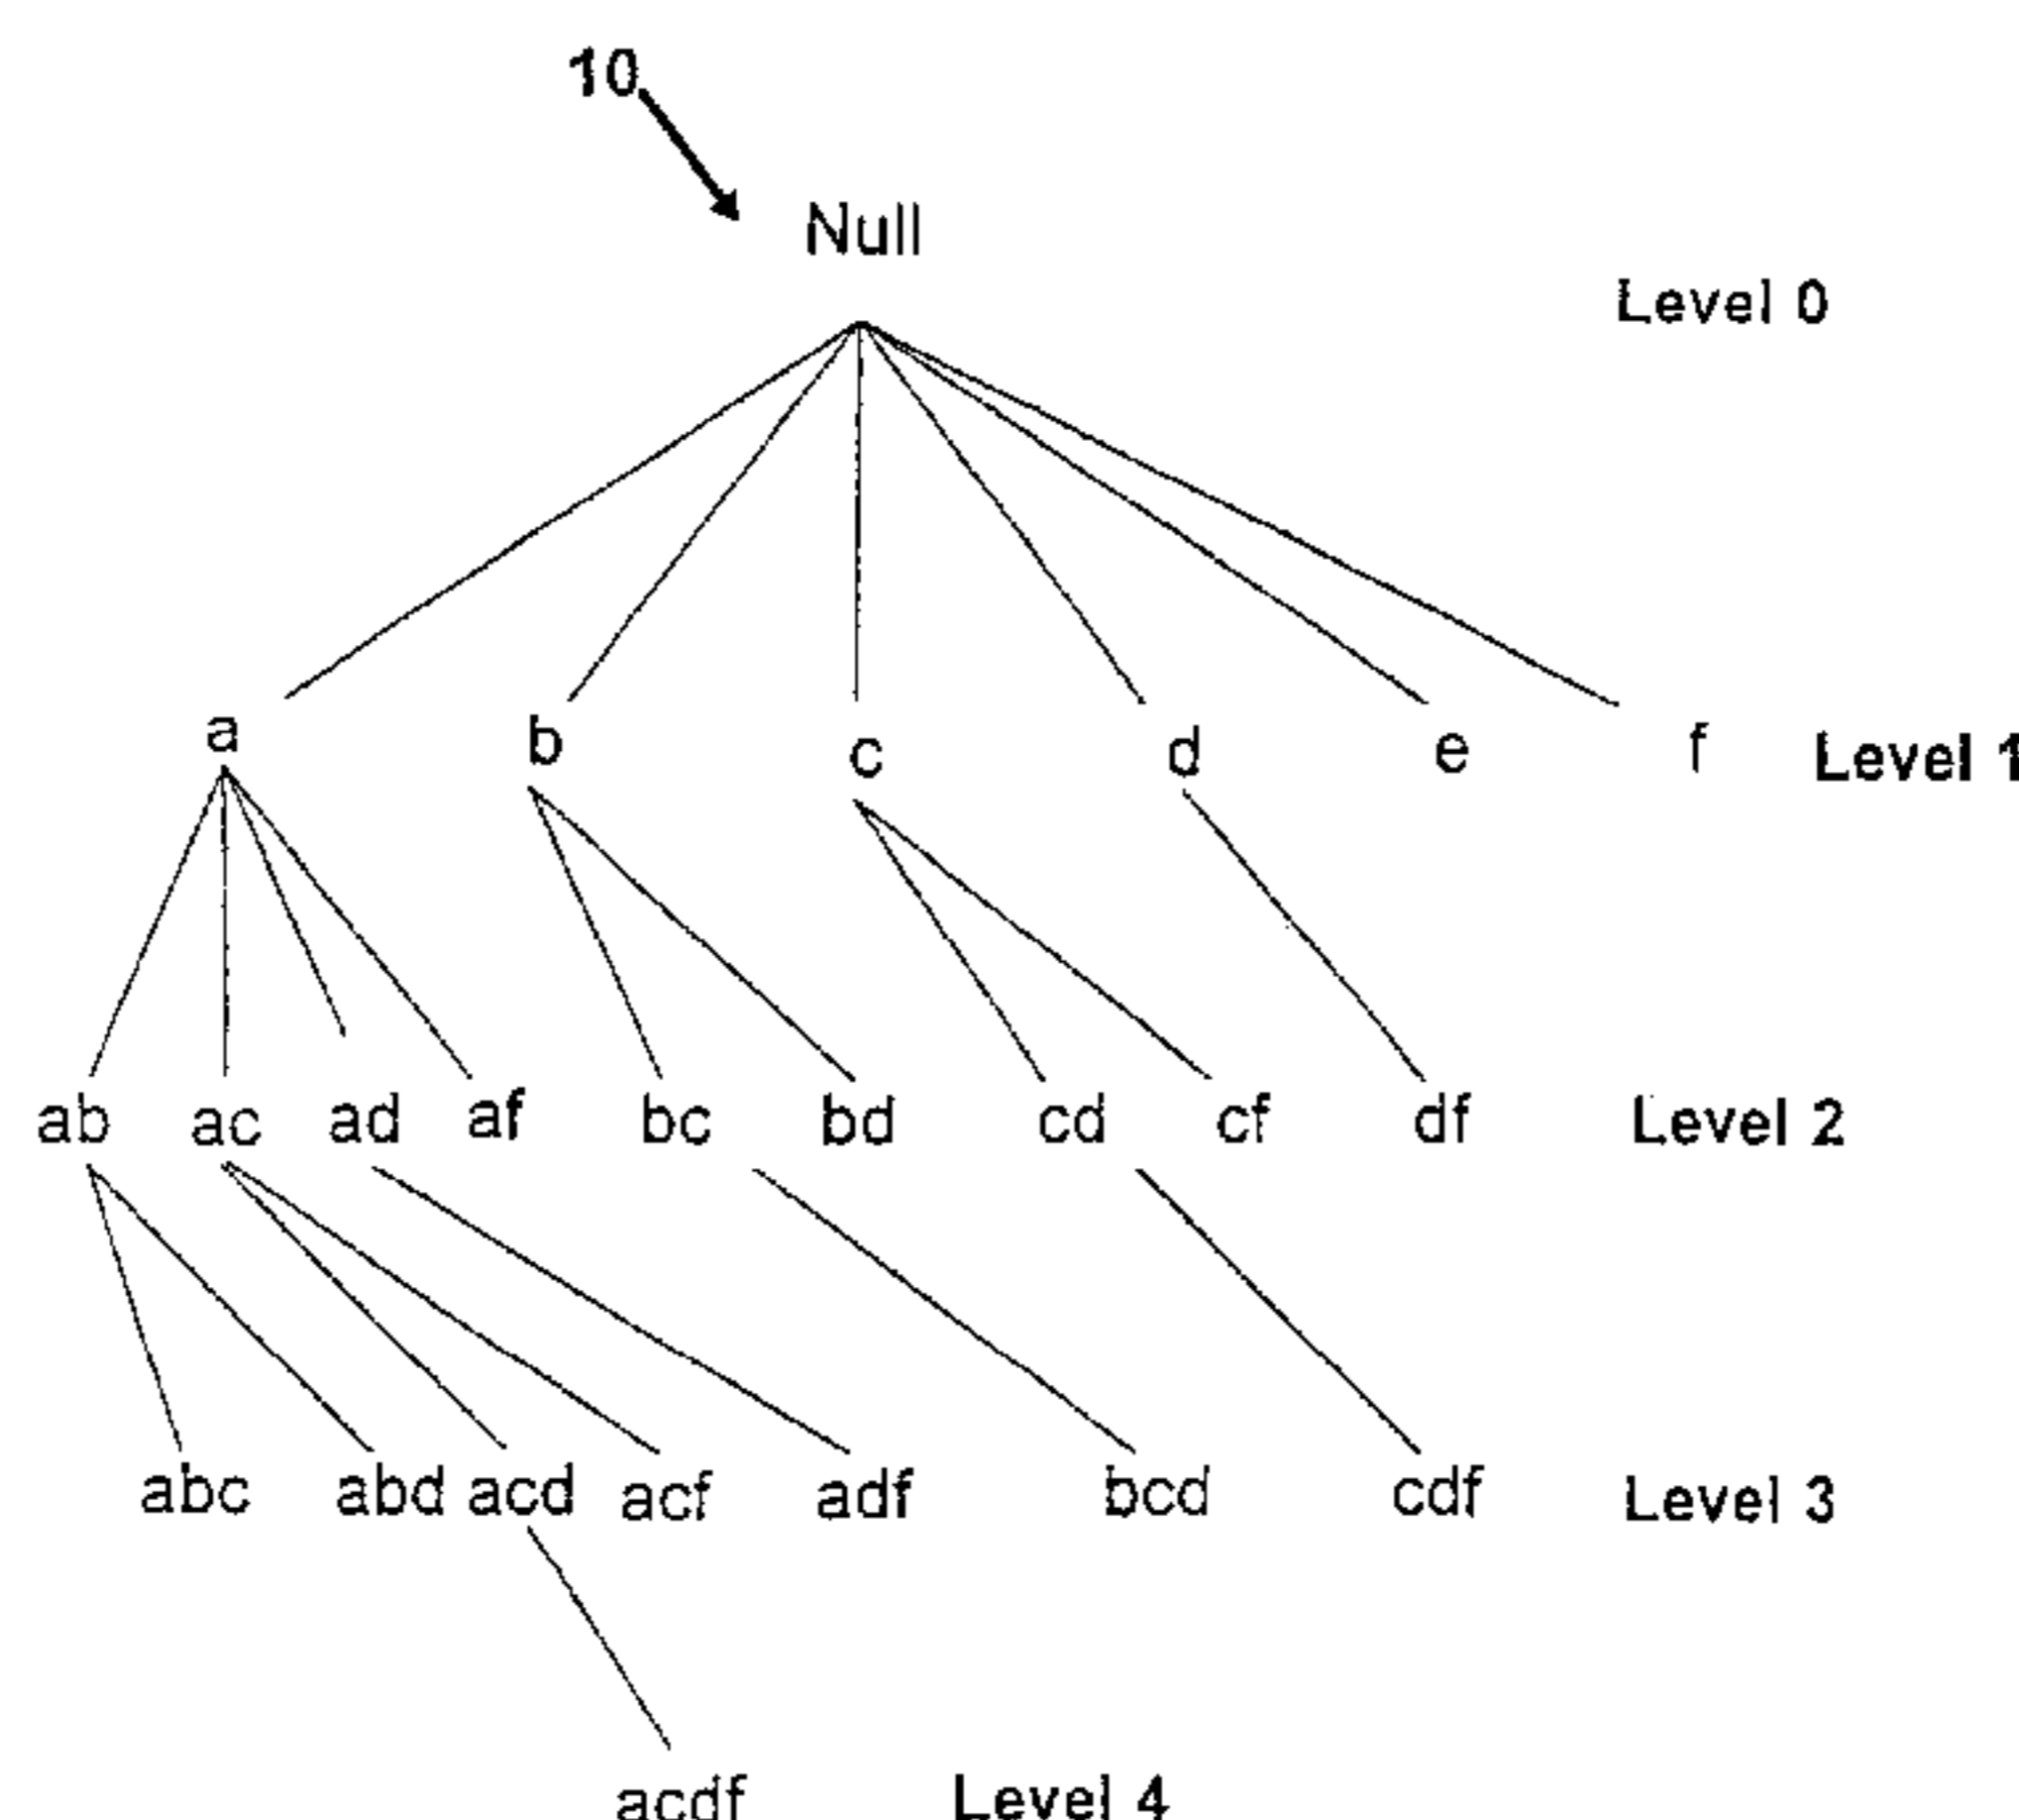 10
Null
Level 0
a b c d e f Level 1
ab ac ad af bc bd cd cf df Level 2
abc abd acd acf adf bcd cdf Level 3
acdf Level 4